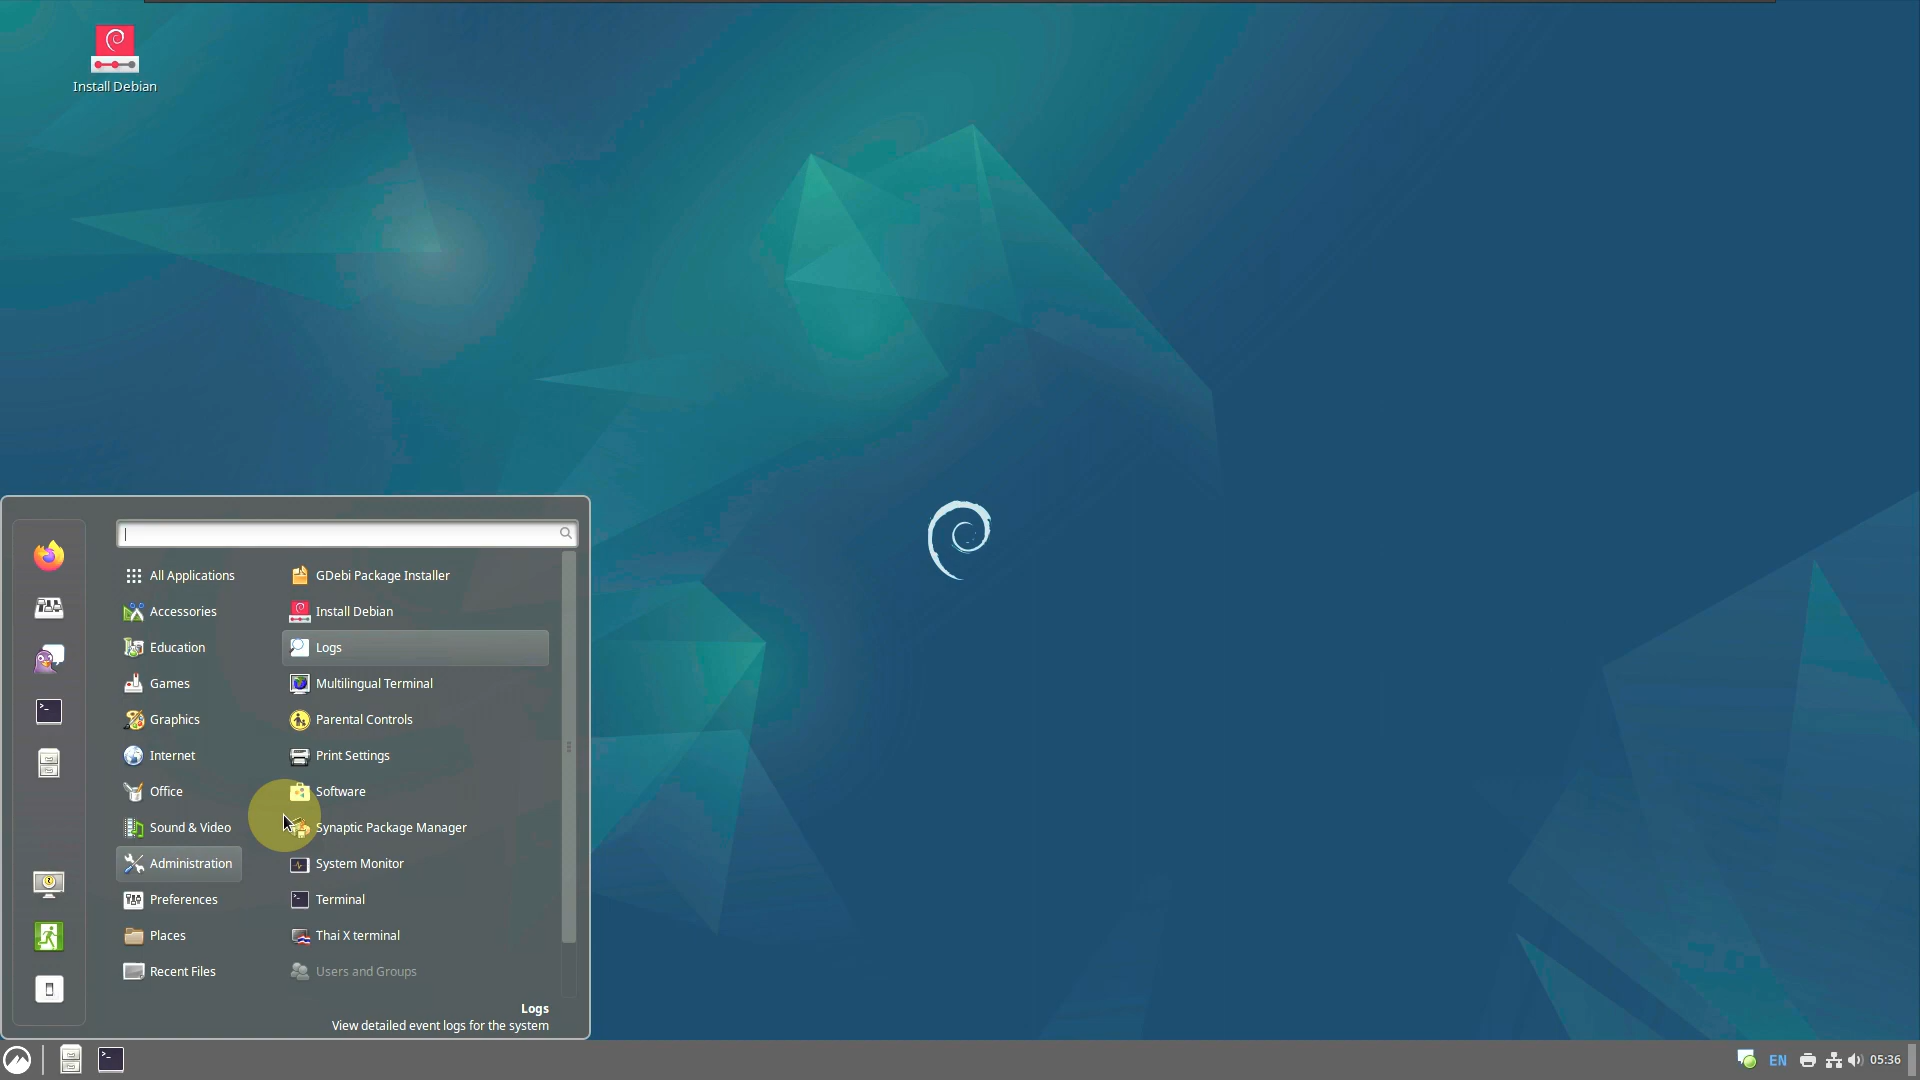 Install Debian
All Applications
Accessories
Education
Games
Graphics
Internet
Office
Sound & Video
Administration
Preferences
Places
Recent Files
GDebi Package Installer
Install Debian
Logs
Multilingual Terminal
Parental Controls
Print Settings
Software
Synaptic Package Manager
System Monitor
Terminal
Thai X terminal
Users and Groups
Logs
View detailed event logs for the system
EN
05:36